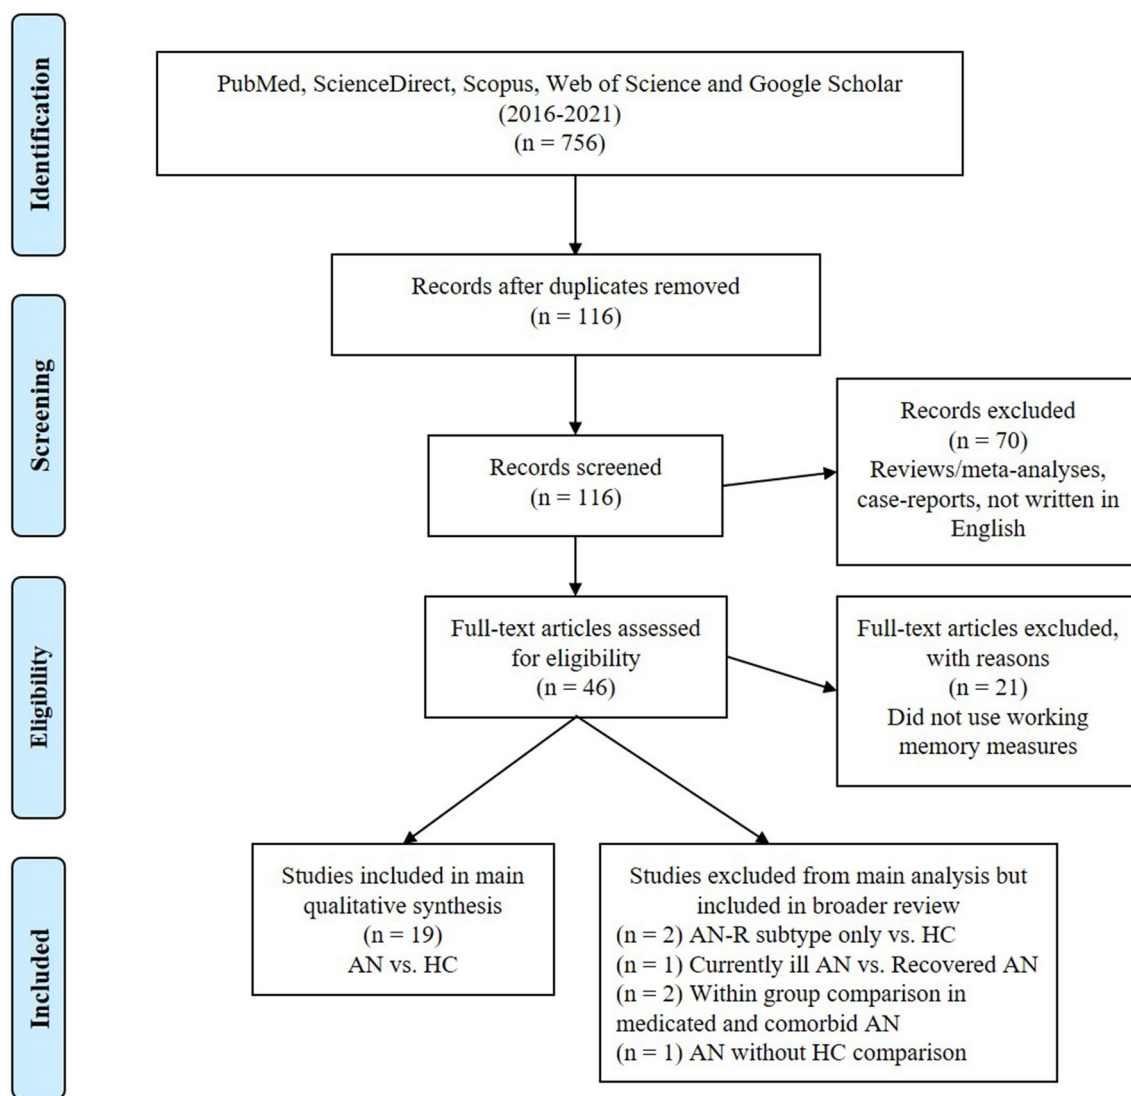 Identification
PubMed, ScienceDirect, Scopus, Web of Science and Google Scholar
(2016-2021)
(n = 756)
Screening
Records after duplicates removed
(n = 116)
Records screened
(n = 116)
Records excluded
(n = 70)
Reviews/meta-analyses,
case-reports, not written in
English
Eligibility
Full-text articles assessed
for eligibility
(n = 46)
Full-text articles excluded,
with reasons
(n = 21)
Did not use working
memory measures
Included
Studies included in main
qualitative synthesis
(n = 19)
AN vs. HC
Studies excluded from main analysis but
included in broader review
(n = 2) AN-R subtype only vs. HC
(n = 1) Currently ill AN vs. Recovered AN
(n = 2) Within group comparison in
medicated and comorbid AN
(n = 1) AN without HC comparison